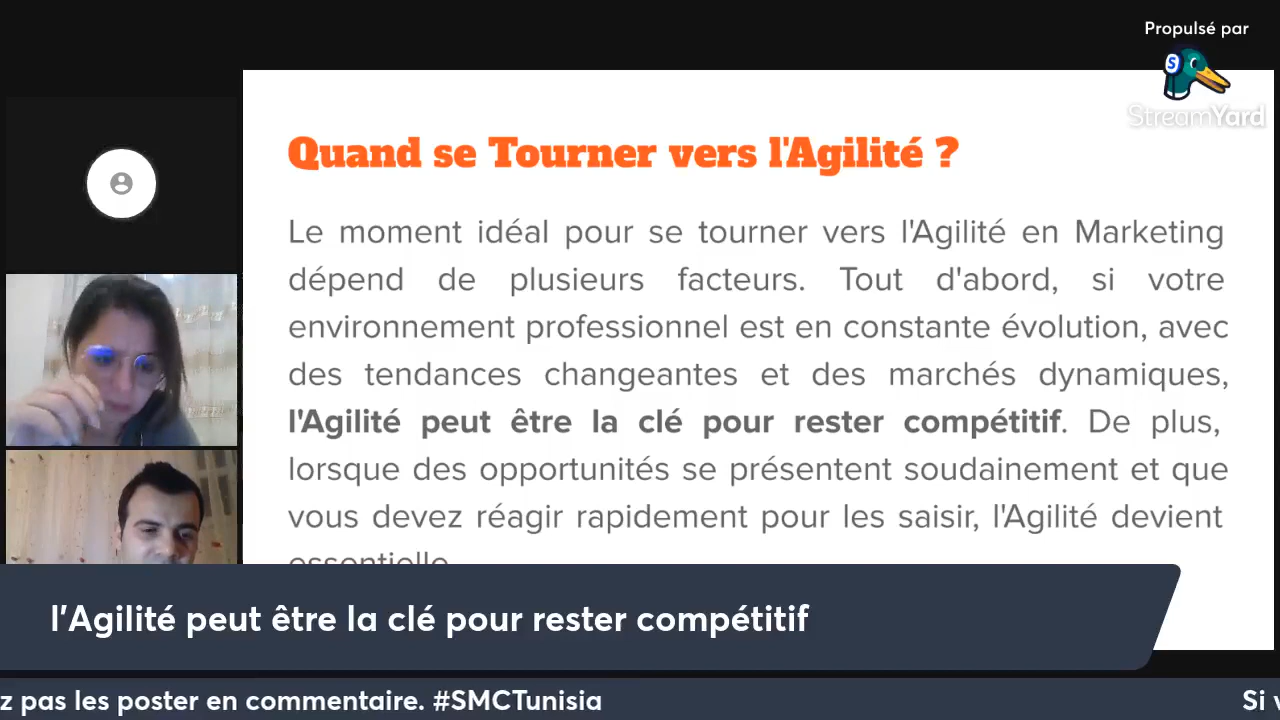 Propulsé par
StreamYard
Quand se Tourner vers l'Agilité ?
Le moment idéal pour se tourner vers l'Agilité en Marketing
dépend de plusieurs facteurs. Tout d'abord, si votre
environnement professionnel est en constante évolution, avec
des tendances changeantes et des marchés dynamiques,
l'Agilité peut être la clé pour rester compétitif. De plus,
lorsque des opportunités se présentent soudainement et que
vous devez réagir rapidement pour les saisir, l'Agilité devient
essentielle
l'Agilité peut être la clé pour rester compétitif
z pas les poster en commentaire. #SMCTunisia
Si v